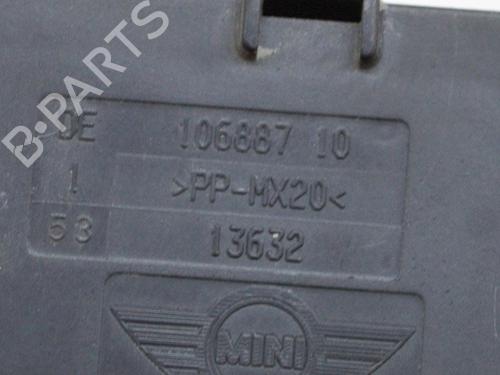 B-PARTS
DE 106887 10
1 >PP-MX20<
53 13632
MINI